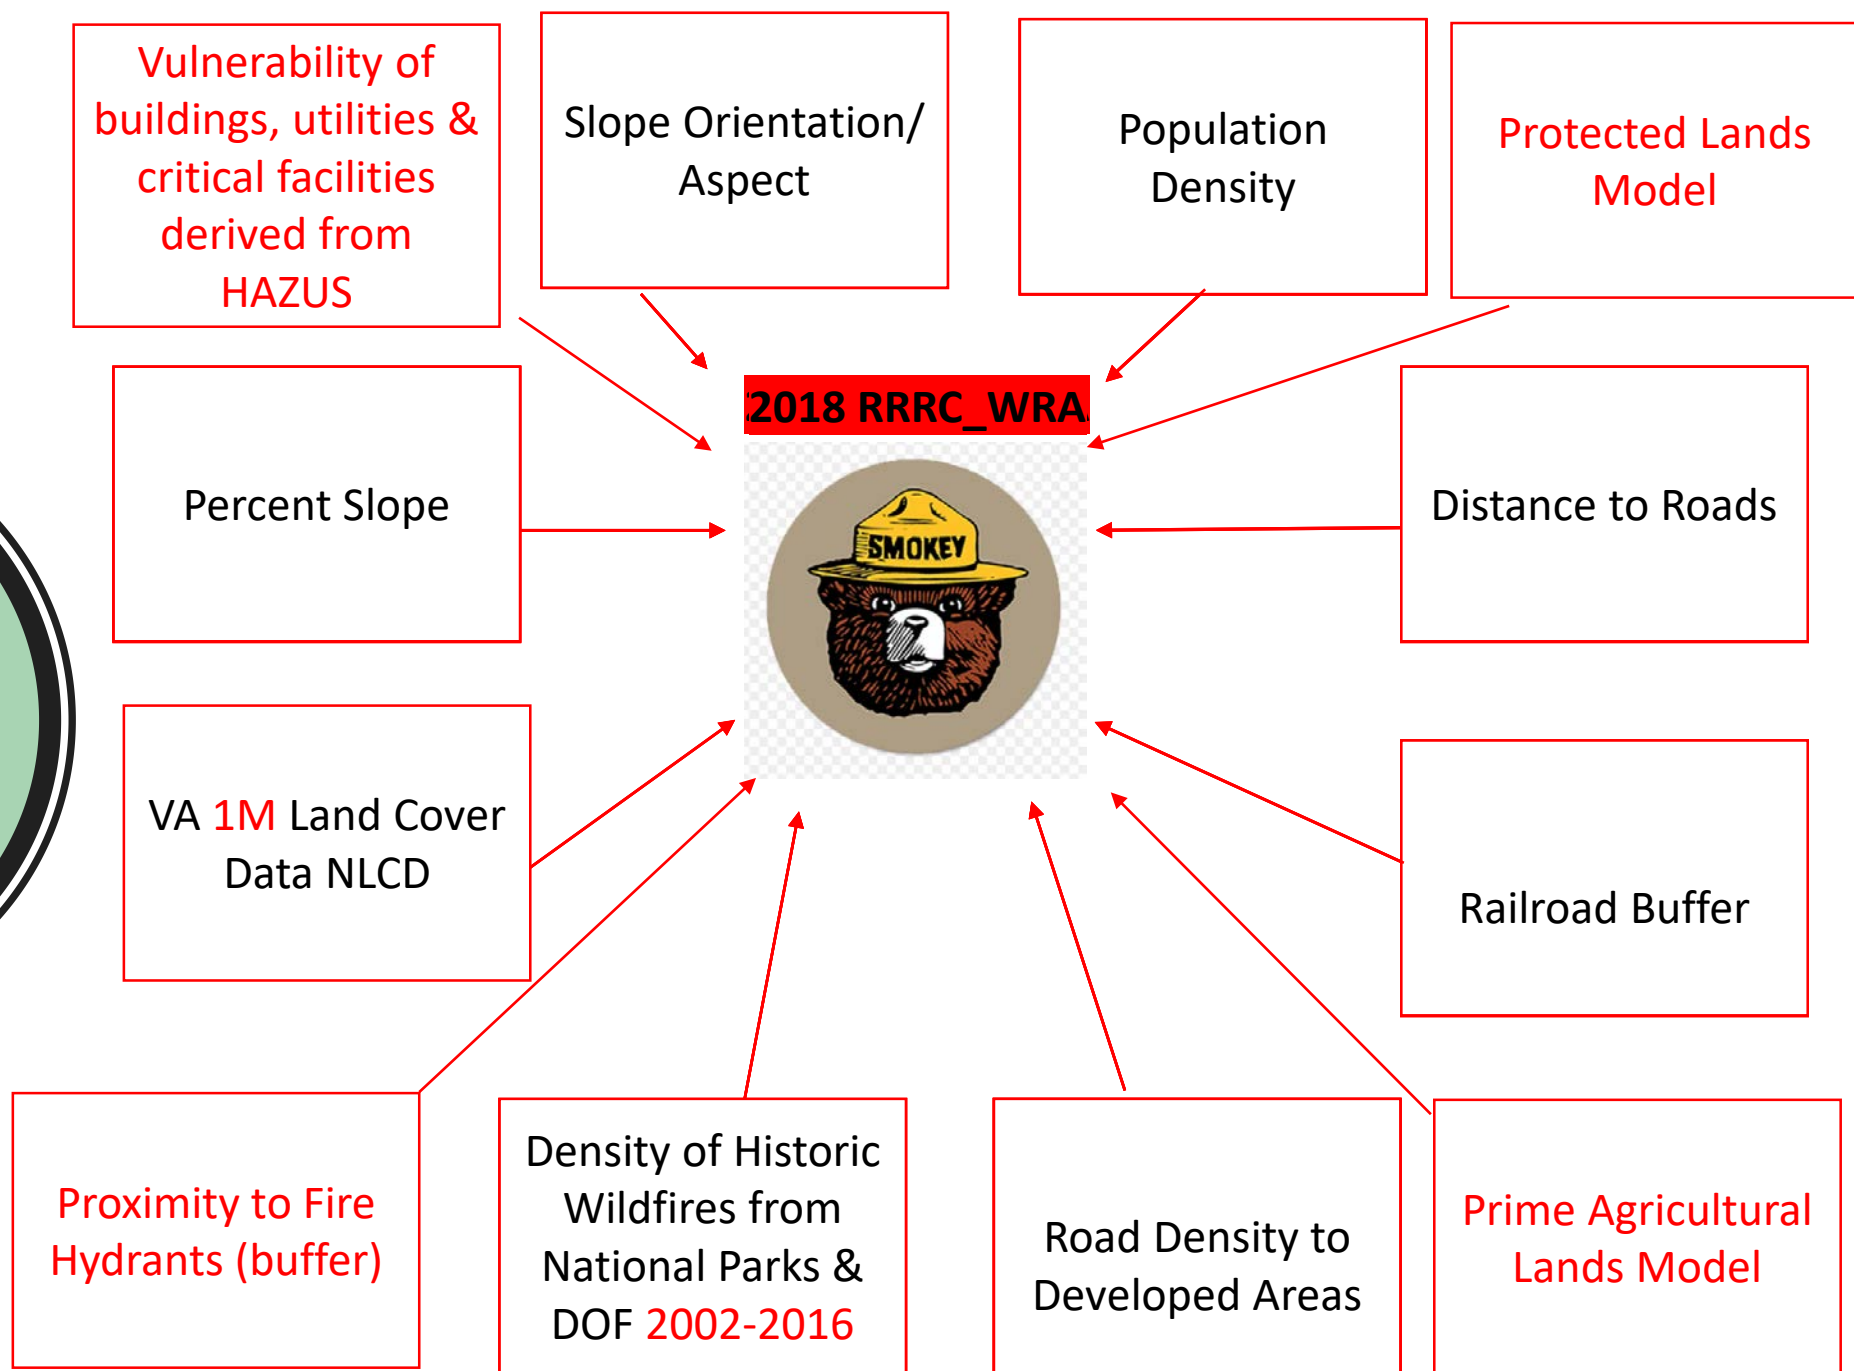 Vulnerability of
buildings, utilities &
critical facilities
derived from
HAZUS
Slope Orientation/
Aspect
Population
Density
Protected Lands
Model
2018 RRRC_WRA
SMOKEY
Percent Slope
Distance to Roads
VA 1M Land Cover
Data NLCD
Railroad Buffer
Proximity to Fire
Hydrants (buffer)
Density of Historic
Wildfires from
National Parks &
DOF 2002-2016
Road Density to
Developed Areas
Prime Agricultural
Lands Model